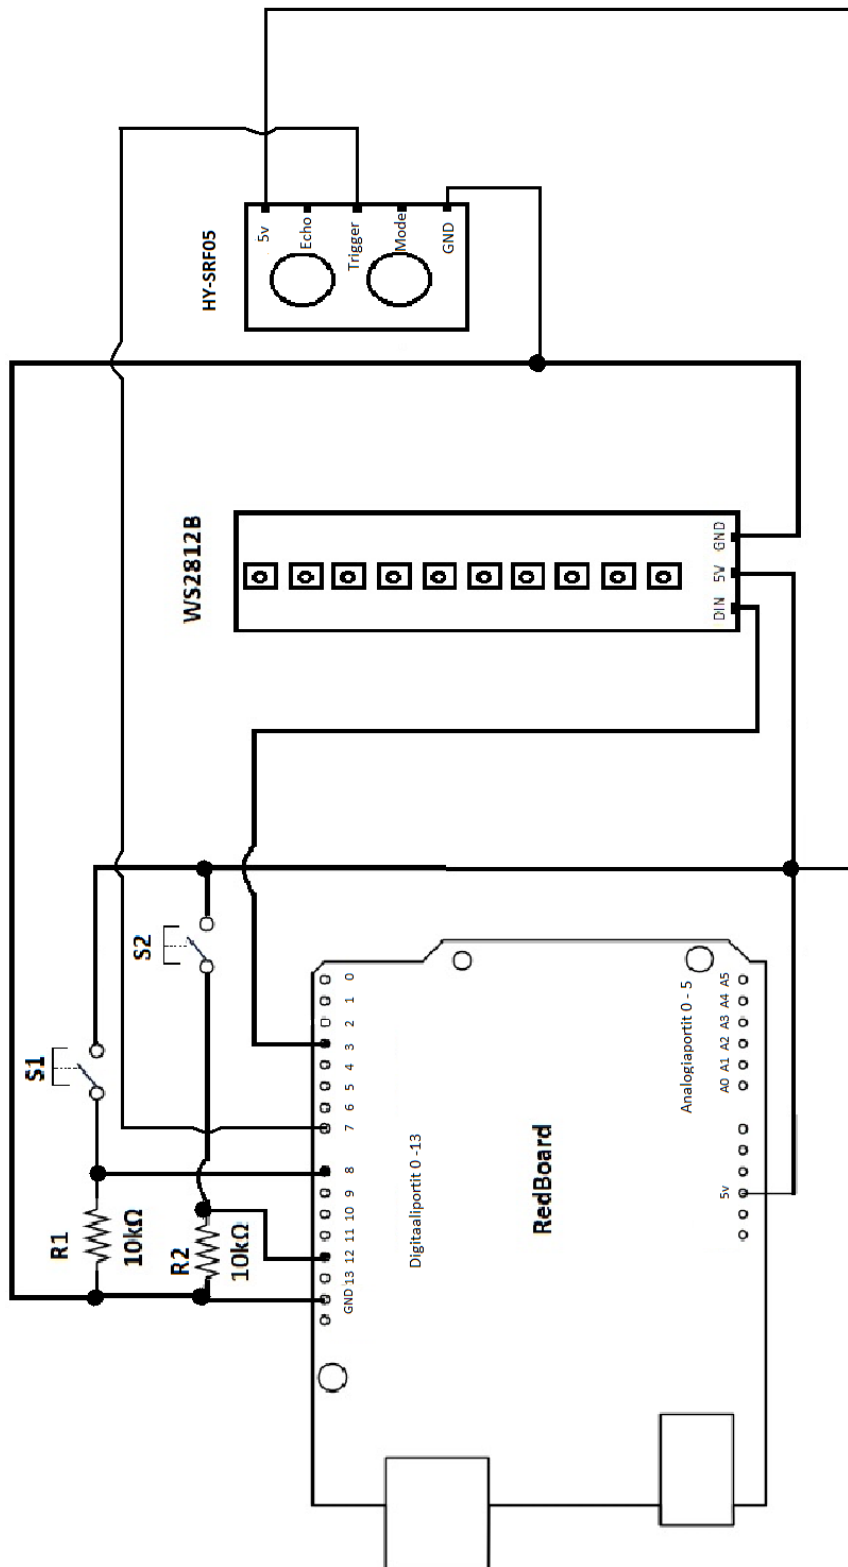 HY-SRF05
5v
Echo
Trigger
Mode
GND
WS2812B
DIN
5V
GND
S1
S2
R1
10kΩ
R2
10kΩ
0
1
2
3
4
5
6
7
8
9
10
11
12
13
GND
Digitaaliportit 0 -13
RedBoard
Analogiaportit 0 - 5
A0 A1 A2 A3 A4 A5
5v